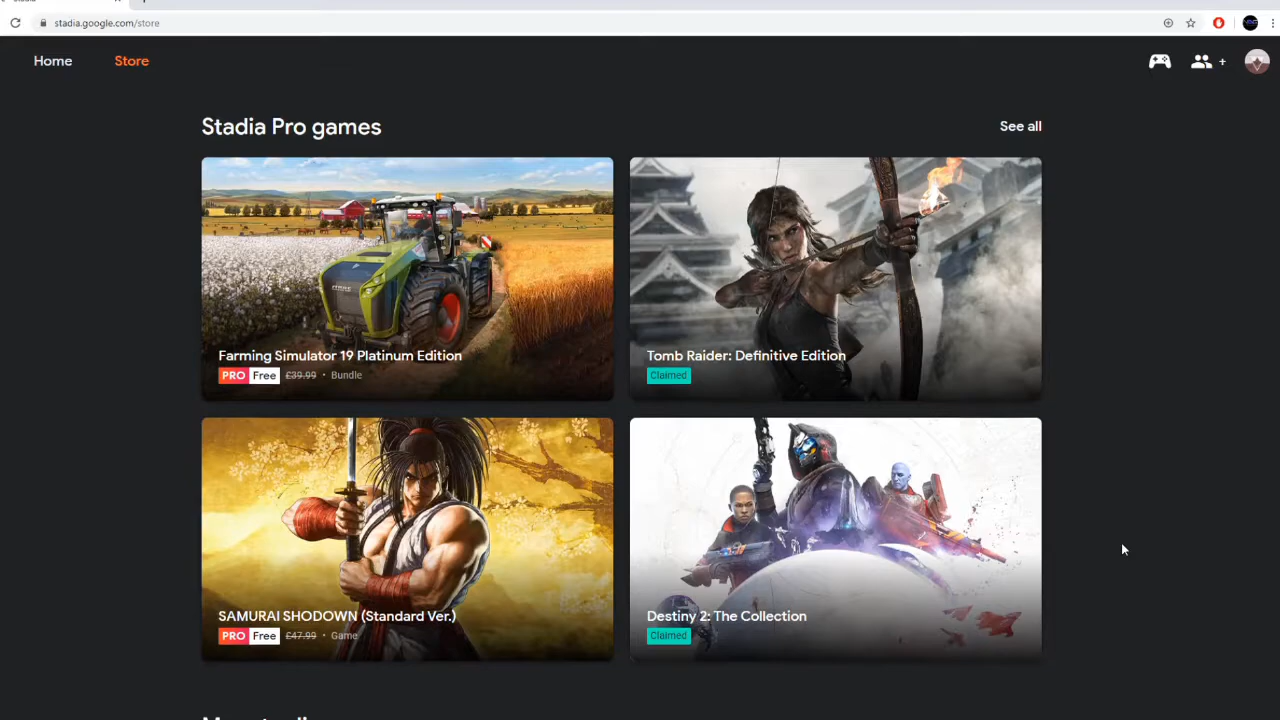 stadia.google.com/store
Home
Store
+
Stadia Pro games
See all
Farming Simulator 19 Platinum Edition
PRO Free £39.99 • Bundle
Tomb Raider: Definitive Edition
Claimed
SAMURAI SHODOWN (Standard Ver.)
PRO Free £47.99 • Game
Destiny 2: The Collection
Claimed